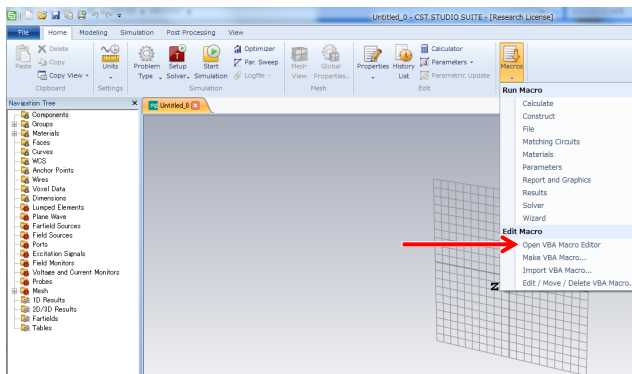 Untitled_0 - CST STUDIO SUITE - [Research License]
File Home Modeling Simulation Post Processing View
Paste
Delete
Copy
Copy View
Clipboard
Units
Settings
Problem Type
Setup Solver
Start Simulation
Optimizer
Par. Sweep
Logfile
Simulation
Mesh View
Global Properties
Mesh
Properties
History List
Calculator
Parameters
Parametric Update
Edit
Macros
Navigation Tree
Untitled_0
Components
Groups
Materials
Faces
Curves
WCS
Anchor Points
Wires
Voxel Data
Dimensions
Lumped Elements
Plane Wave
Farfield Sources
Field Sources
Ports
Excitation Signals
Field Monitors
Voltage and Current Monitors
Probes
Mesh
1D Results
2D/3D Results
Farfields
Tables
Run Macro
Calculate
Construct
File
Matching Circuits
Materials
Parameters
Report and Graphics
Results
Solver
Wizard
Edit Macro
Open VBA Macro Editor
Make VBA Macro...
Import VBA Macro...
Edit / Move / Delete VBA Macro.
z